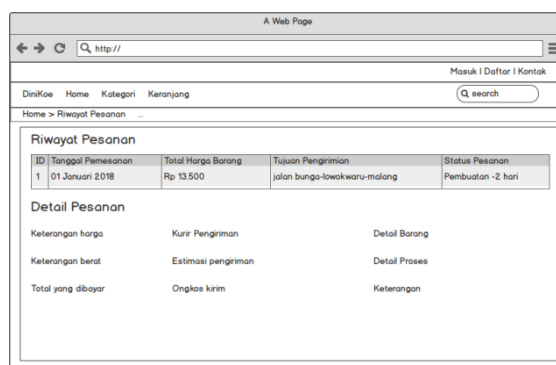 A Web Page
http://
Masuk | Daftar | Kontak
DiniKoe Home Kategori Keranjang search
Home > Riwayat Pesanan ...
Riwayat Pesanan
ID Tanggal Pemesanan Total Harga Barang Tujuan Pengirimian Status Pesanan
1 01 Januari 2018 Rp 13.500 jalan bunga-lowokwaru-malang Pembuatan -2 hari
Detail Pesanan
Keterangan harga Kurir Pengiriman Detail Barang
Keterangan berat Estimasi pengiriman Detail Proses
Total yang dibayar Ongkos kirim Keterangan